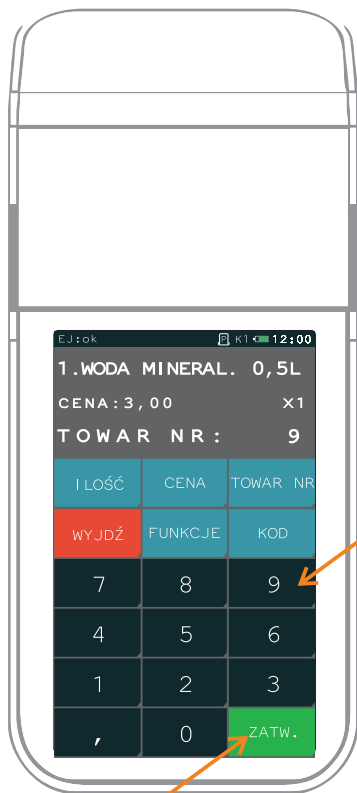 EJ:ok P K1 12:00
1.WODA MINERAL. 0,5L
CENA:3,00 X1
TOWAR NR: 9
ILOŚĆ CENA TOWAR NR
WYJDŹ FUNKCJE KOD
7 8 9
4 5 6
1 2 3
, 0 ZATW.